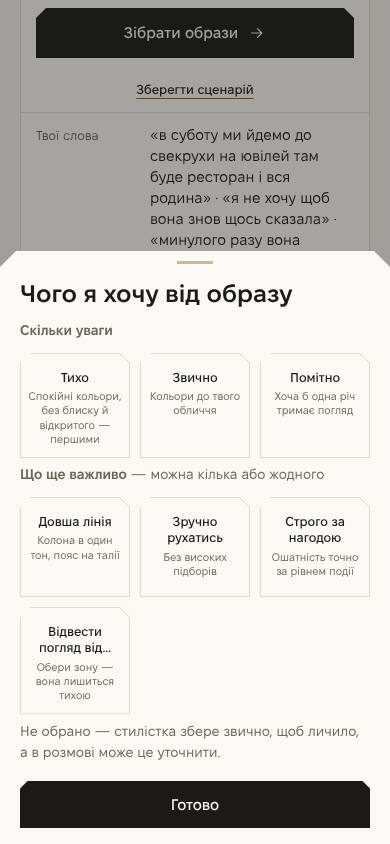 Зібрати образи →
Зберегти сценарій
Твої слова
«в суботу ми йдемо до
свекрухи на ювілей там
буде ресторан і вся
родина» · «я не хочу щоб
вона знов щось сказала» ·
«минулого разу вона
Чого я хочу від образу
Скільки уваги
Тихо
Спокійні кольори,
без блиску й
відкритого —
першими
Звично
Кольори до твого
обличчя
Помітно
Хоча б одна річ
тримає погляд
Що ще важливо — можна кілька або жодного
Довша лінія
Колона в один
тон, пояс на талії
Зручно
рухатись
Без високих
підборів
Строго за
нагодою
Ошатність точно
за рівнем події
Відвести
погляд від…
Обери зону —
вона лишиться
тихою
Не обрано — стилістка збере звично, щоб личило,
а в розмові може це уточнити.
Готово